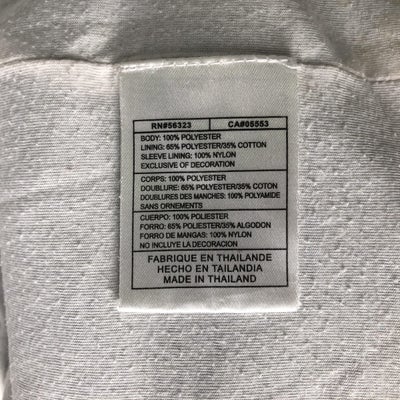 RN#56323 CA#05553
BODY: 100% POLYESTER
LINING: 65% POLYESTER/35% COTTON
SLEEVE LINING: 100% NYLON
EXCLUSIVE OF DECORATION
CORPS: 100% POLYESTER
DOUBLURE: 65% POLYESTER/35% COTON
DOUBLURES DES MANCHES: 100% POLYAMIDE
SANS ORNEMENTS
CUERPO: 100% POLIESTER
FORRO: 65% POLIESTER/35% ALGODON
FORRO DE MANGAS: 100% NYLON
NO INCLUYE LA DECORACION
FABRIQUE EN THAILANDE
HECHO EN TAILANDIA
MADE IN THAILAND